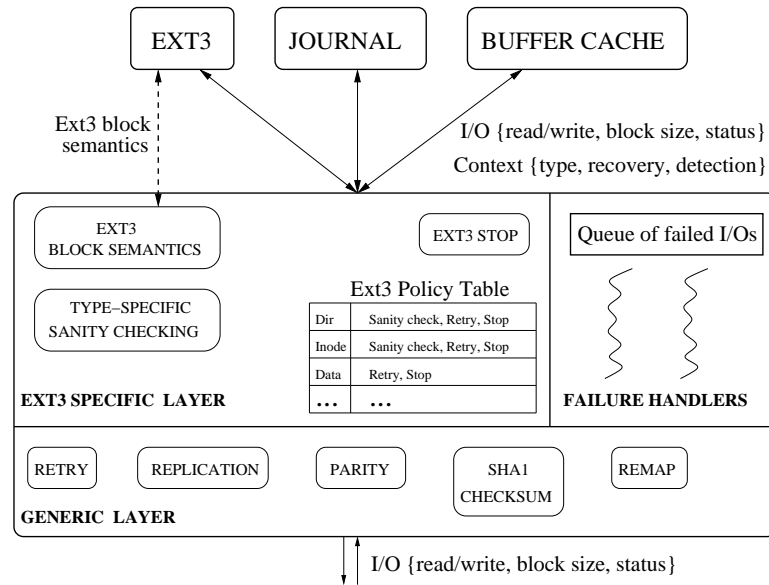 EXT3
JOURNAL
BUFFER CACHE
Ext3 block
semantics
I/O {read/write, block size, status}
Context {type, recovery, detection}
EXT3
BLOCK SEMANTICS
EXT3 STOP
Queue of failed I/Os
TYPE-SPECIFIC
SANITY CHECKING
Ext3 Policy Table
Dir Sanity check, Retry, Stop
Inode Sanity check, Retry, Stop
Data Retry, Stop
... ...
EXT3 SPECIFIC LAYER
FAILURE HANDLERS
RETRY
REPLICATION
PARITY
SHA1
CHECKSUM
REMAP
GENERIC LAYER
I/O {read/write, block size, status}